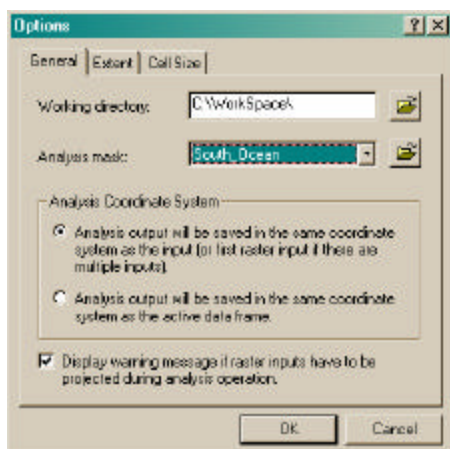 Options
General Extent Cell Size
Working directory: C:\WorkSpace\
Analysis mask: South_Ocean
Analysis Coordinate System
Analysis output will be saved in the same coordinate
system as the input (or first raster input if there are
multiple inputs).
Analysis output will be saved in the same coordinate
system as the active data frame.
Display warning message if raster inputs have to be
projected during analysis operation.
OK Cancel